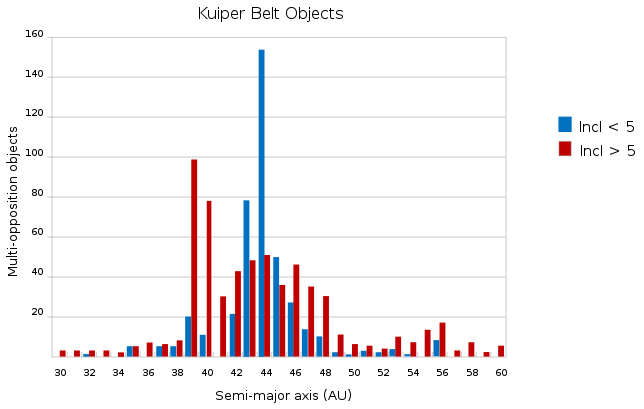 Kuiper Belt Objects
160
140
120
100
80
60
40
20
Multi-opposition objects
30 32 34 36 38 40 42 44 46 48 50 52 54 56 58 60
Semi-major axis (AU)
Incl < 5
Incl > 5